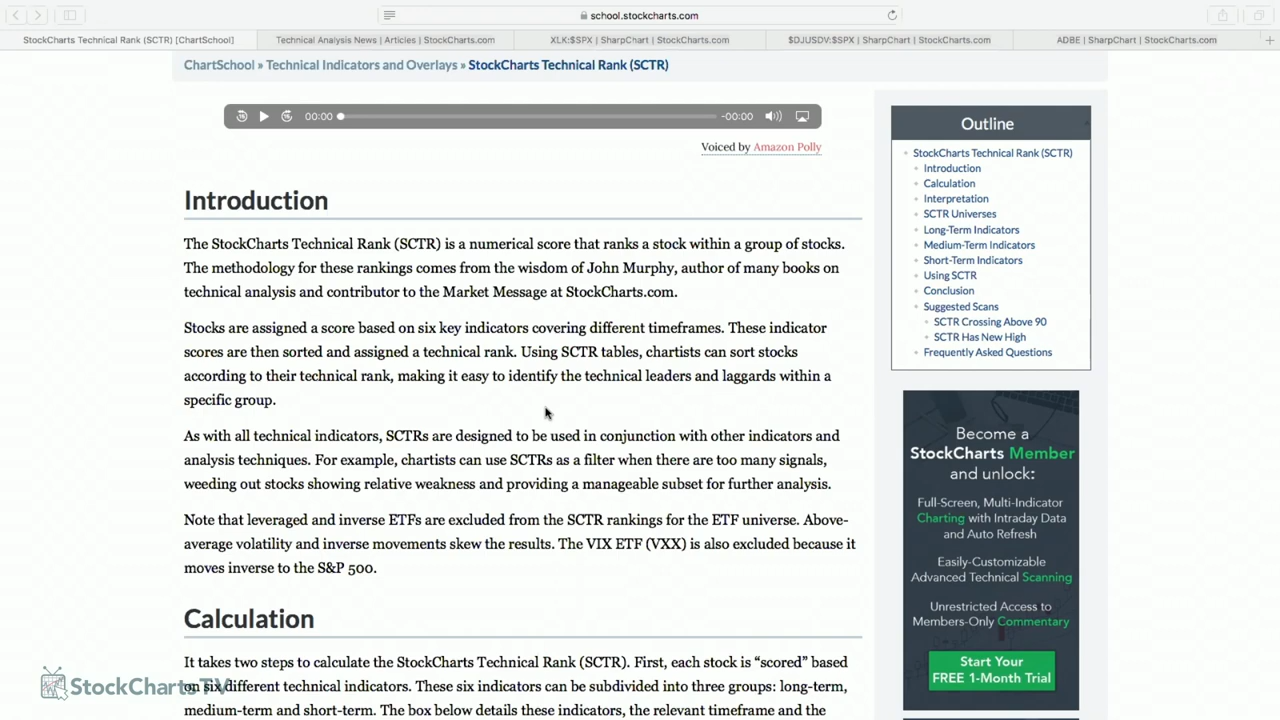 school.stockcharts.com
StockCharts Technical Rank (SCTR) [ChartSchool]
Technical Analysis News | Articles | StockCharts.com
XLK:$SPX | SharpChart | StockCharts.com
$DJUSDV:$SPX | SharpChart | StockCharts.com
ADBE | SharpChart | StockCharts.com
ChartSchool » Technical Indicators and Overlays » StockCharts Technical Rank (SCTR)
00:00
-00:00
Voiced by Amazon Polly
Introduction
The StockCharts Technical Rank (SCTR) is a numerical score that ranks a stock within a group of stocks.
The methodology for these rankings comes from the wisdom of John Murphy, author of many books on
technical analysis and contributor to the Market Message at StockCharts.com.
Stocks are assigned a score based on six key indicators covering different timeframes. These indicator
scores are then sorted and assigned a technical rank. Using SCTR tables, chartists can sort stocks
according to their technical rank, making it easy to identify the technical leaders and laggards within a
specific group.
As with all technical indicators, SCTRs are designed to be used in conjunction with other indicators and
analysis techniques. For example, chartists can use SCTRs as a filter when there are too many signals,
weeding out stocks showing relative weakness and providing a manageable subset for further analysis.
Note that leveraged and inverse ETFs are excluded from the SCTR rankings for the ETF universe. Above-
average volatility and inverse movements skew the results. The VIX ETF (VXX) is also excluded because it
moves inverse to the S&P 500.
Calculation
It takes two steps to calculate the StockCharts Technical Rank (SCTR). First, each stock is “scored” based
on six different technical indicators. These six indicators can be subdivided into three groups: long-term,
medium-term and short-term. The box below details these indicators, the relevant timeframe and the
StockChartsTV
Outline
StockCharts Technical Rank (SCTR)
Introduction
Calculation
Interpretation
SCTR Universes
Long-Term Indicators
Medium-Term Indicators
Short-Term Indicators
Using SCTR
Conclusion
Suggested Scans
SCTR Crossing Above 90
SCTR Has New High
Frequently Asked Questions
Become a
StockCharts Member
and unlock:
Full-Screen, Multi-Indicator
Charting with Intraday Data
and Auto Refresh
Easily-Customizable
Advanced Technical Scanning
Unrestricted Access to
Members-Only Commentary
Start Your
FREE 1-Month Trial